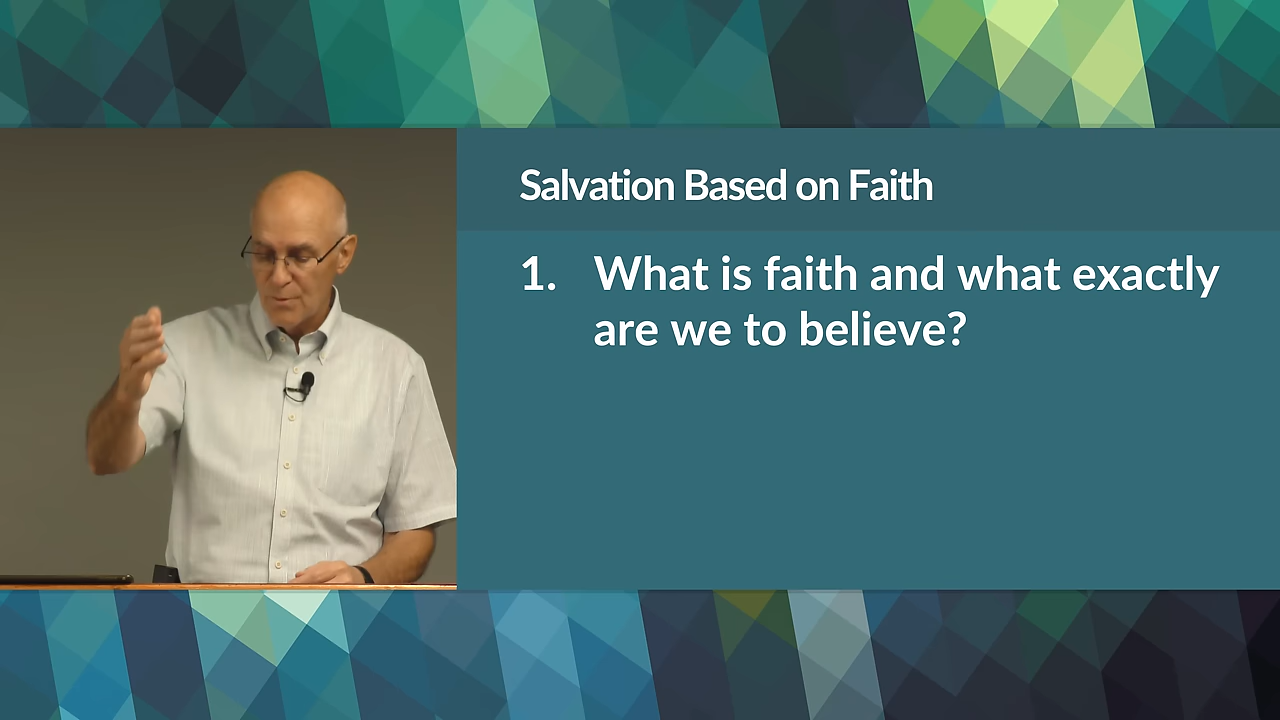 Salvation Based on Faith
1. What is faith and what exactly
are we to believe?